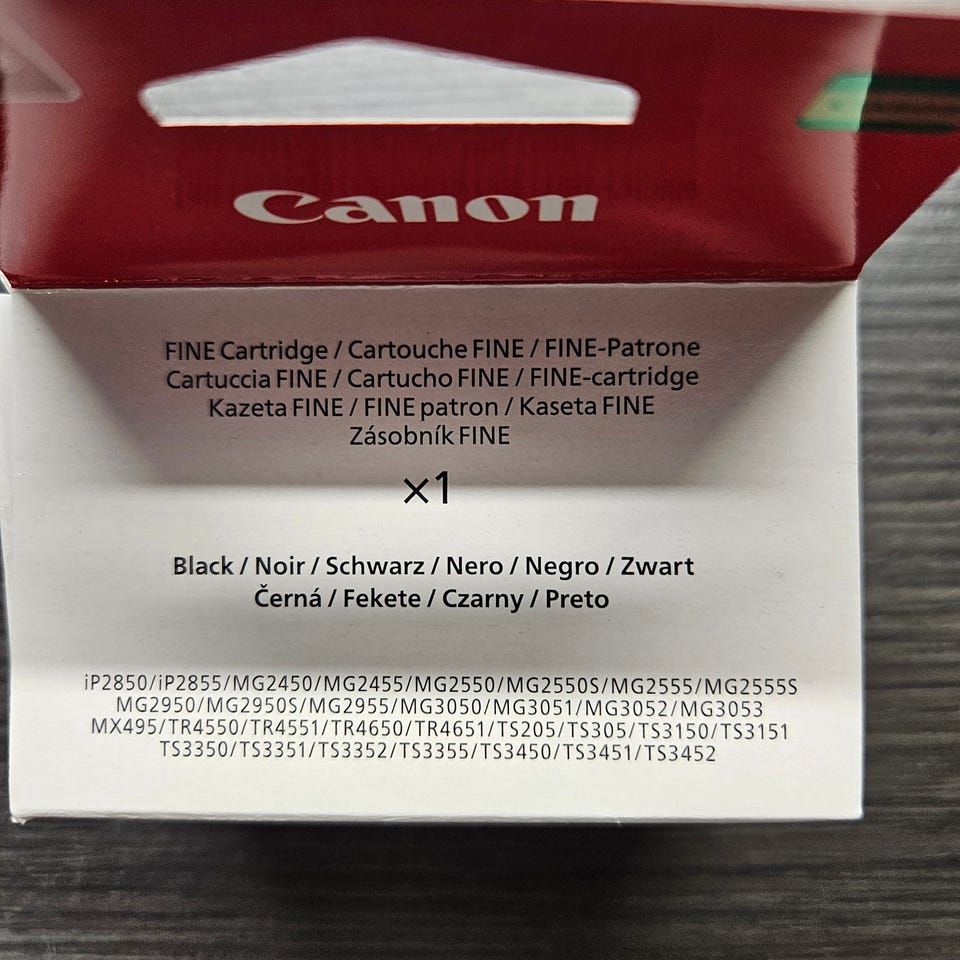 Canon
FINE Cartridge / Cartouche FINE / FINE-Patrone
Cartuccia FINE / Cartucho FINE / FINE-cartridge
Kazeta FINE / FINE patron / Kaseta FINE
Zásobník FINE
×1
Black / Noir / Schwarz / Nero / Negro / Zwart
Černá / Fekete / Czarny / Preto
iP2850/iP2855/MG2450/MG2455/MG2550/MG2550S/MG2555/MG2555S
MG2950/MG2950S/MG2955/MG3050/MG3051/MG3052/MG3053
MX495/TR4550/TR4551/TR4650/TR4651/TS205/TS305/TS3150/TS3151
TS3350/TS3351/TS3352/TS3355/TS3450/TS3451/TS3452